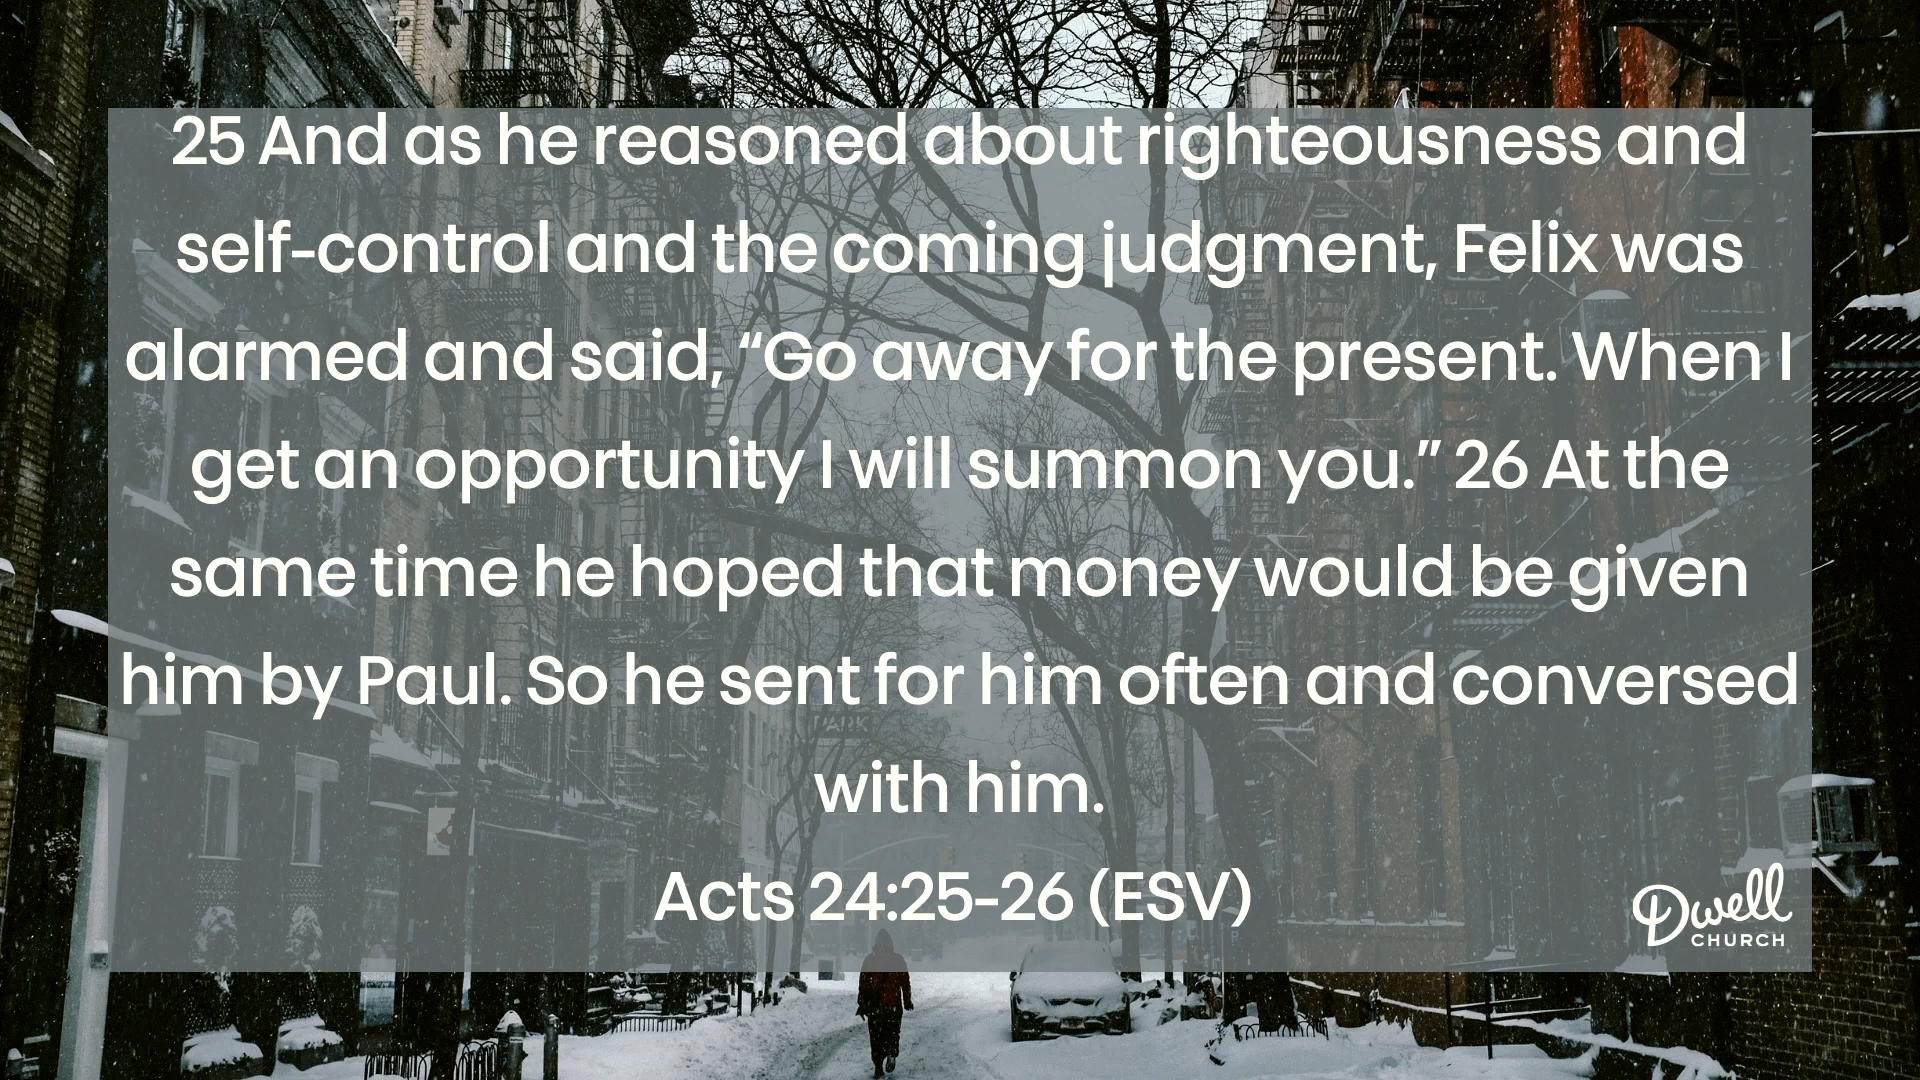 25 And as he reasoned about righteousness and
self-control and the coming judgment, Felix was
alarmed and said, “Go away for the present. When I
get an opportunity I will summon you.” 26 At the
same time he hoped that money would be given
him by Paul. So he sent for him often and conversed
with him.
Acts 24:25-26 (ESV)
Dwell
CHURCH
PARK